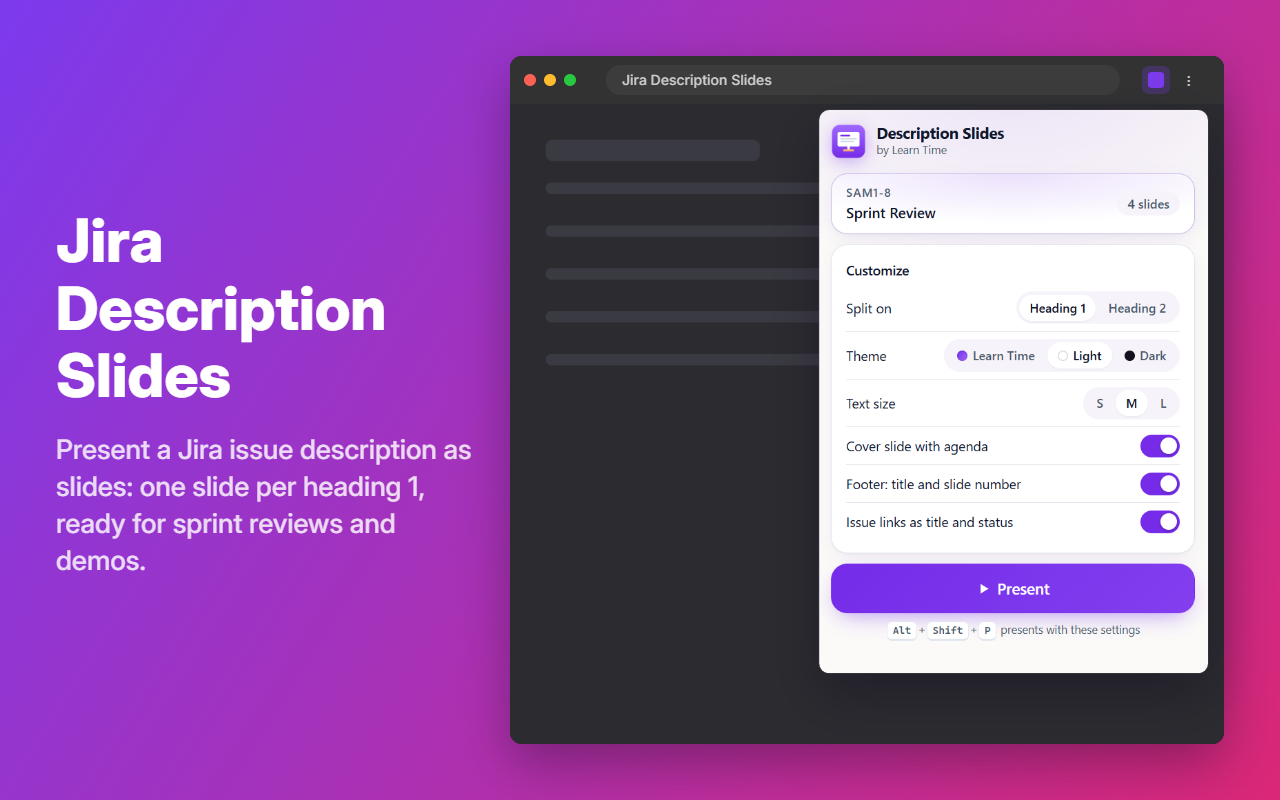 Jira
Description
Slides
Present a Jira issue description as
slides: one slide per heading 1,
ready for sprint reviews and
demos.
Jira Description Slides
Description Slides
by Learn Time
SAM1-8
Sprint Review
4 slides
Customize
Split on
Heading 1 Heading 2
Theme
Learn Time Light Dark
Text size
S M L
Cover slide with agenda
Footer: title and slide number
Issue links as title and status
Present
Alt + Shift + P presents with these settings